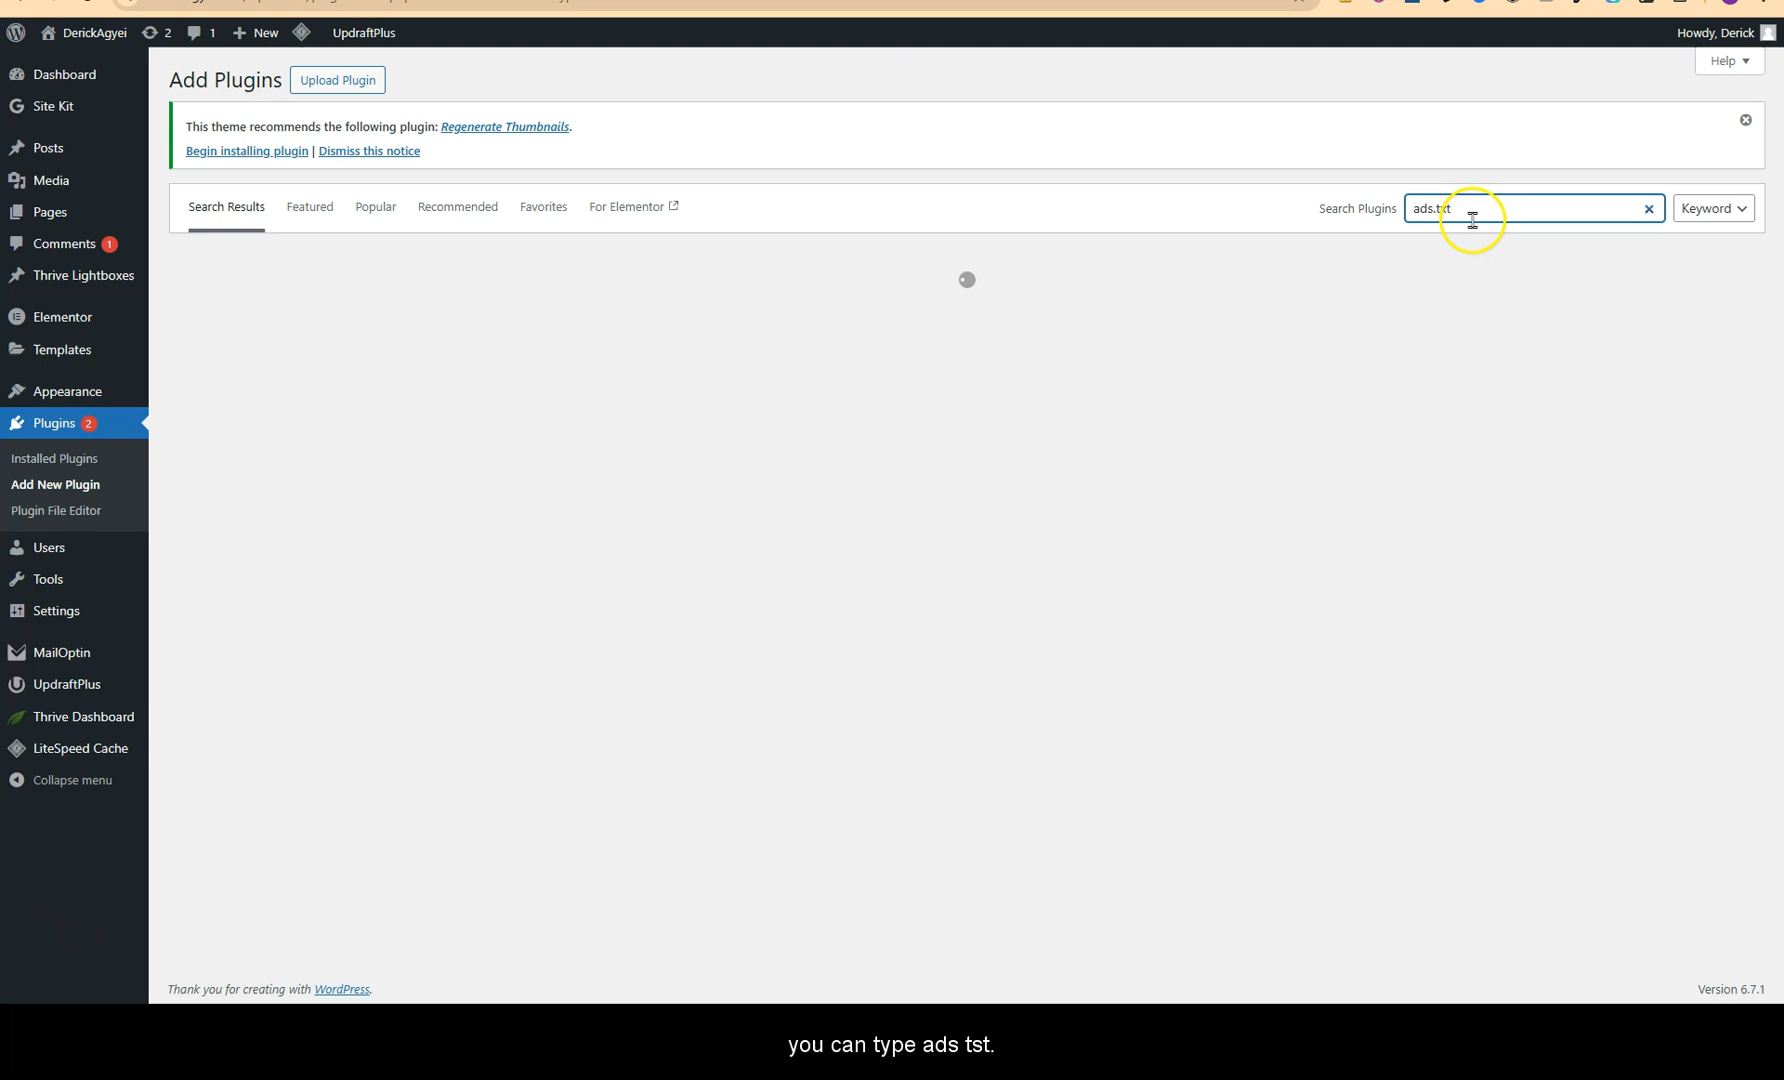 DerickAgyei
2
1
New
UpdraftPlus
Howdy, Derick
Help
Dashboard
Site Kit
Posts
Media
Pages
Comments 1
Thrive Lightboxes
Elementor
Templates
Appearance
Plugins 2
Installed Plugins
Add New Plugin
Plugin File Editor
Users
Tools
Settings
MailOptin
UpdraftPlus
Thrive Dashboard
LiteSpeed Cache
Collapse menu
Add Plugins
Upload Plugin
This theme recommends the following plugin: Regenerate Thumbnails.
Begin installing plugin | Dismiss this notice
Search Results
Featured
Popular
Recommended
Favorites
For Elementor
Search Plugins
ads.txt
Keyword
Thank you for creating with WordPress.
Version 6.7.1
you can type ads tst.